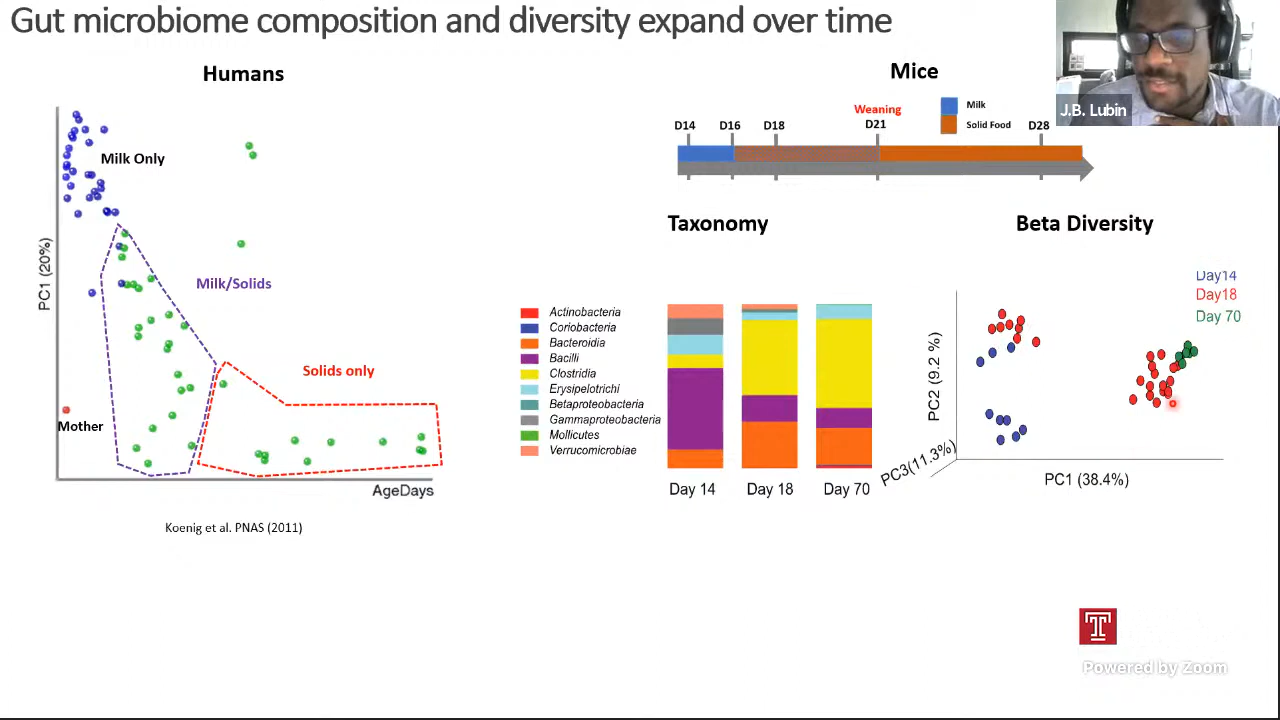 Gut microbiome composition and diversity expand over time
Humans
Milk Only
Milk/Solids
Solids only
Mother
PC1 (20%)
AgeDays
Koenig et al. PNAS (2011)
Mice
J.B. Lubin
Weaning
Milk
Solid Food
D14 D16 D18 D21 D28
Taxonomy
Actinobacteria
Coriobacteria
Bacteroidia
Bacilli
Clostridia
Erysipelotrichi
Betaproteobacteria
Gammaproteobacteria
Mollicutes
Verrucomicrobiae
Day 14 Day 18 Day 70
Beta Diversity
Day14
Day18
Day 70
PC2 (9.2 %)
PC3(11.3%)
PC1 (38.4%)
T
Powered by Zoom